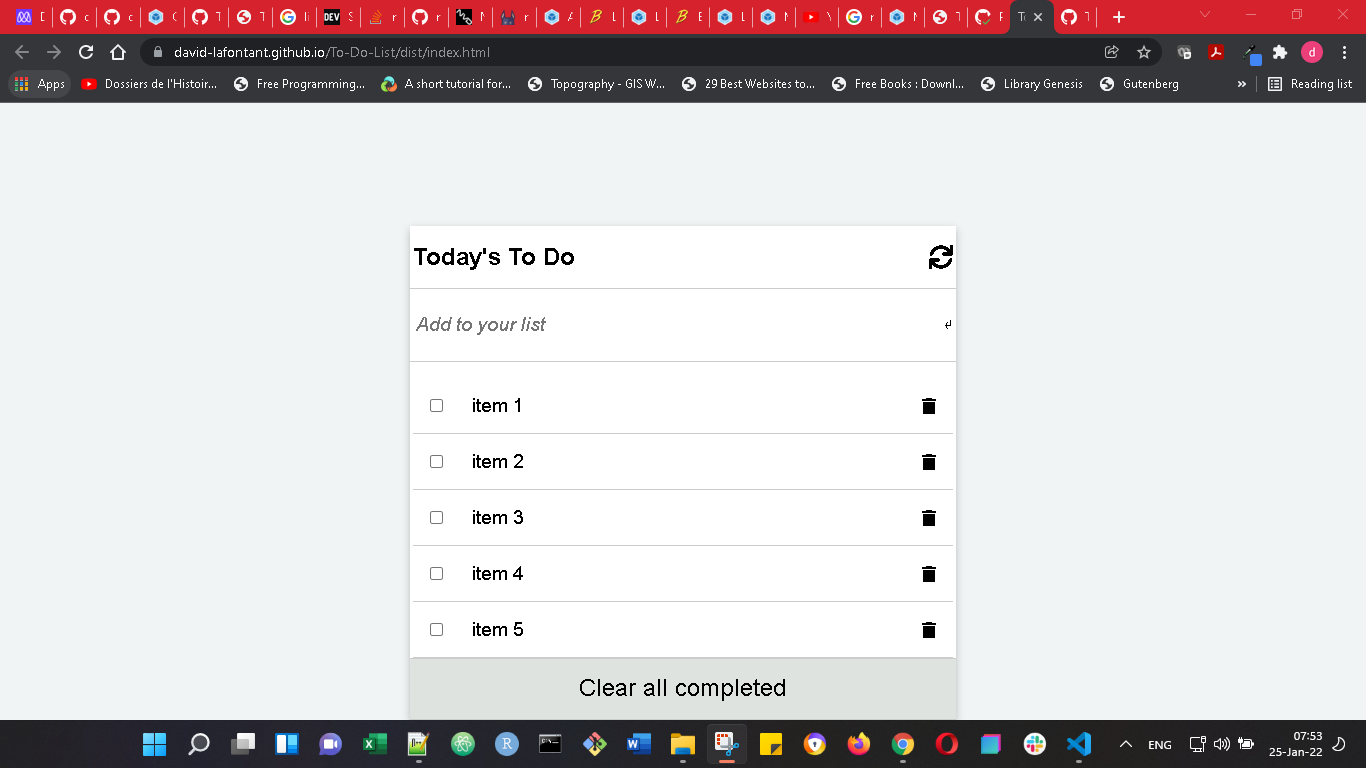 david-lafontant.github.io/To-Do-List/dist/index.html
d
Apps
Dossiers de l'Histoir...
Free Programming...
A short tutorial for...
Topography - GIS W...
29 Best Websites to...
Free Books : Downl...
Library Genesis
Gutenberg
»
Reading list
Today's To Do
Add to your list
item 1
item 2
item 3
item 4
item 5
Clear all completed
ENG
07:53
25-Jan-22